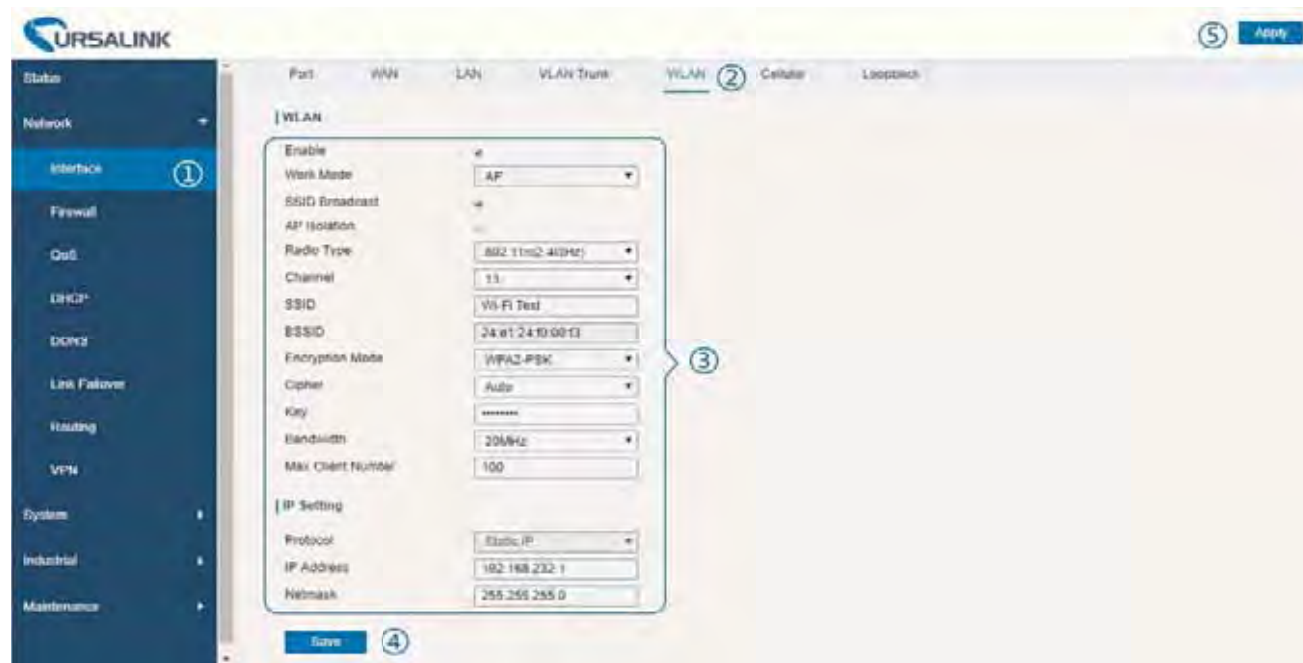 URSALINK
⑤ Apply
Status
Network
Interface ①
Firewall
QoS
DHCP
DDNS
Link Failover
Routing
VPN
System
Industrial
Maintenance
Port WAN LAN VLAN Trunk WLAN ② Cellular Loopback
WLAN
Enable
Work Mode AP
SSID Broadcast
AP Isolation
Radio Type 802.11n(2.4GHz)
Channel 11
SSID Wi-Fi Test
BSSID
Encryption Mode WPA2-PSK
Cipher Auto
Key ••••••••
Bandwidth 20MHz
Max Client Number 100
③
IP Setting
Protocol Static IP
IP Address 192.168.232.1
Netmask 255.255.255.0
Save ④